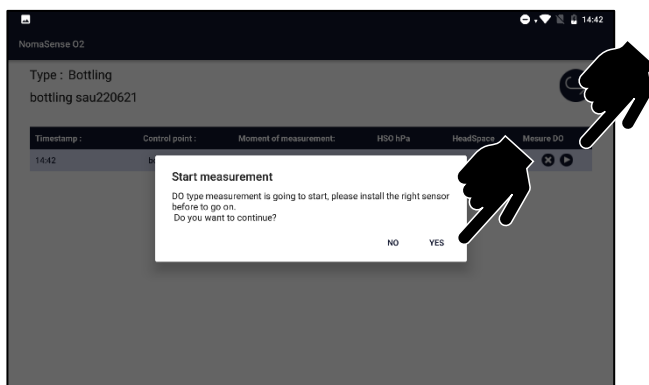 14:42
NomaSense O2
Type : Bottling
bottling sau220621
Timestamp : Control point : Moment of measurement: HSO hPa HeadSpace Mesure DO
14:42
Start measurement
DO type measurement is going to start, please install the right sensor
before to go on.
Do you want to continue?
NO YES